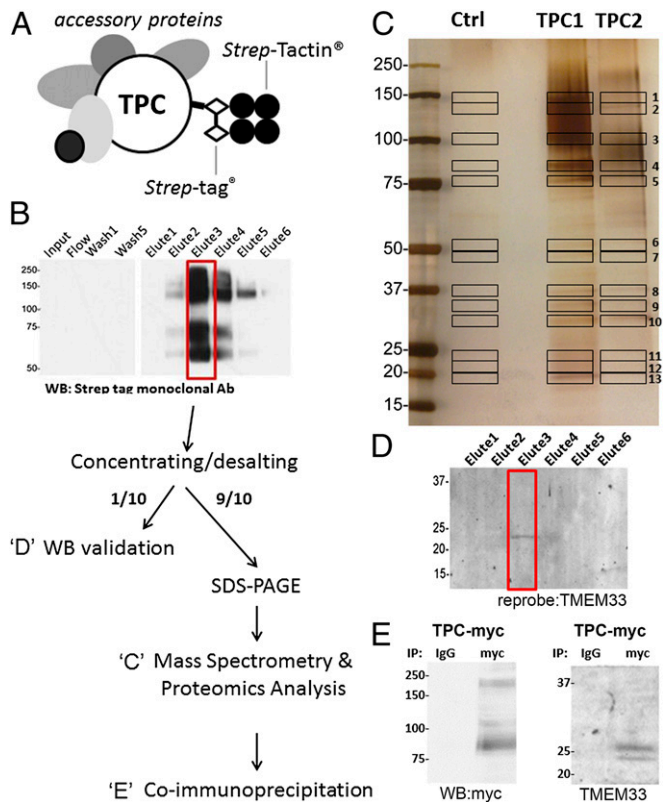 A
accessory proteins
TPC
Strep-Tactin®
Strep-tag®
B
Input
Flow
Wash1
Wash5
Elute1
Elute2
Elute3
Elute4
Elute5
Elute6
250-
150-
100-
75-
50-
WB: Strep tag monoclonal Ab
Concentrating/desalting
1/10
9/10
'D' WB validation
SDS-PAGE
'C' Mass Spectrometry &
Proteomics Analysis
'E' Co-immunoprecipitation
C
Ctrl TPC1 TPC2
250-
150-
100-
75-
50-
37-
25-
20-
15-
1
2
3
4
5
6
7
8
9
10
11
12
13
D
Elute1
Elute2
Elute3
Elute4
Elute5
Elute6
37-
25-
20-
15-
reprobe:TMEM33
E
TPC-myc
IP: IgG myc
250-
150-
100-
75-
WB:myc
TPC-myc
IP: IgG myc
37-
25-
20-
TMEM33